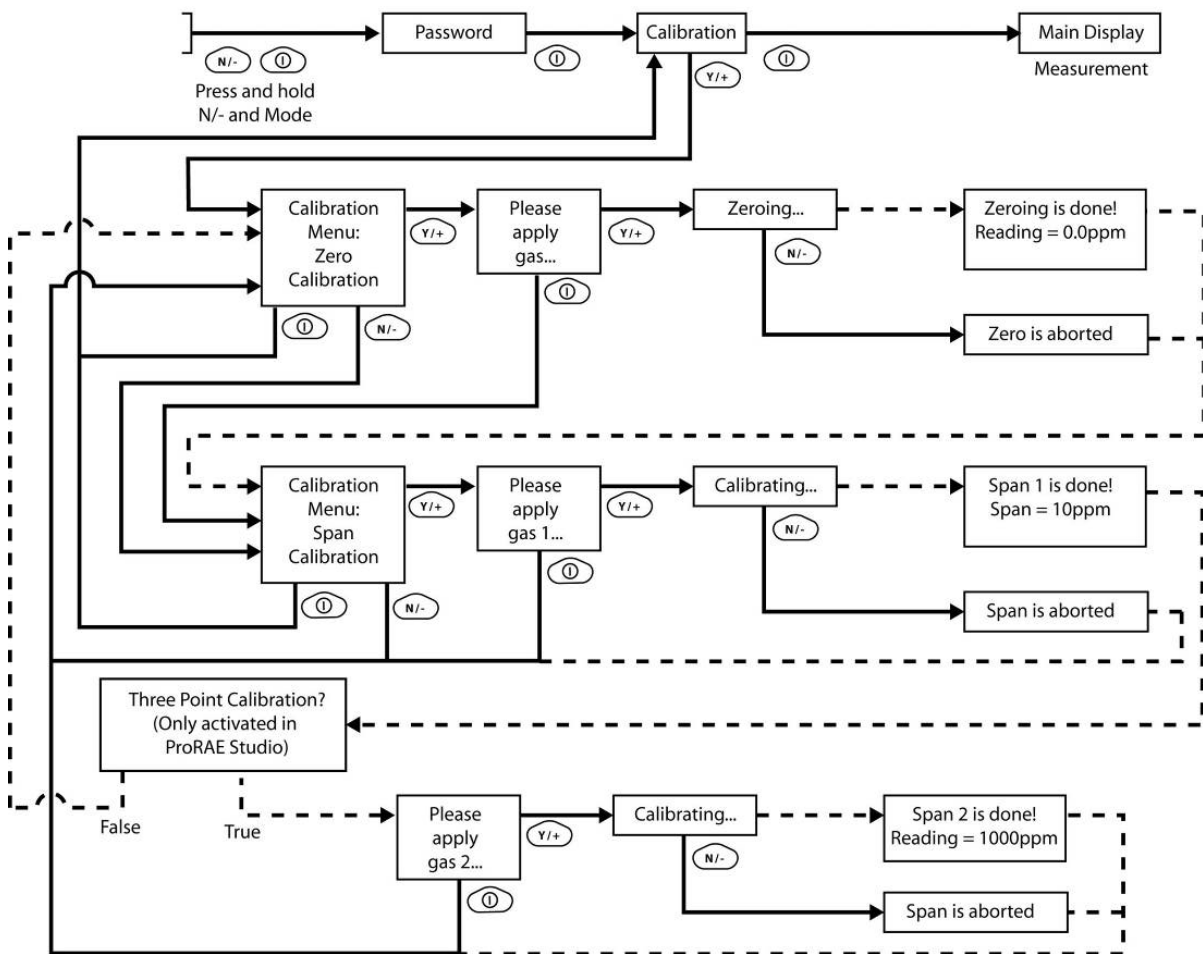 Password
Calibration
Main Display
N/-
Y/+
Measurement
Press and hold
N/- and Mode
Calibration
Menu:
Zero
Calibration
Y/+
Please
apply
gas...
Y/+
Zeroing...
N/-
Zeroing is done!
Reading = 0.0ppm
N/-
Zero is aborted
Calibration
Menu:
Span
Calibration
Y/+
Please
apply
gas 1...
Y/+
Calibrating...
N/-
Span 1 is done!
Span = 10ppm
N/-
Span is aborted
Three Point Calibration?
(Only activated in
ProRAE Studio)
False
True
Please
apply
gas 2...
Y/+
Calibrating...
N/-
Span 2 is done!
Reading = 1000ppm
Span is aborted